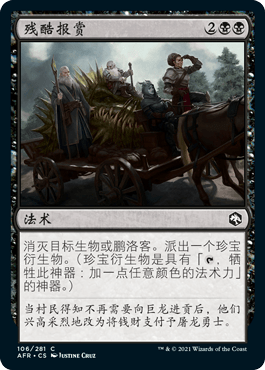 残酷报赏 2
法术
消灭目标生物或鹏洛客。派出一个珍宝
衍生物。（珍宝衍生物是具有「，牺
牲此神器：加一点任意颜色的法术力」
的神器。）
当村民得知不再需要向巨龙进贡后，他们
兴高采烈地改为将钱财支付予屠龙勇士。
106/281 C
AFR • CS JUSTINE CRUZ
™ & © 2021 Wizards of the Coast